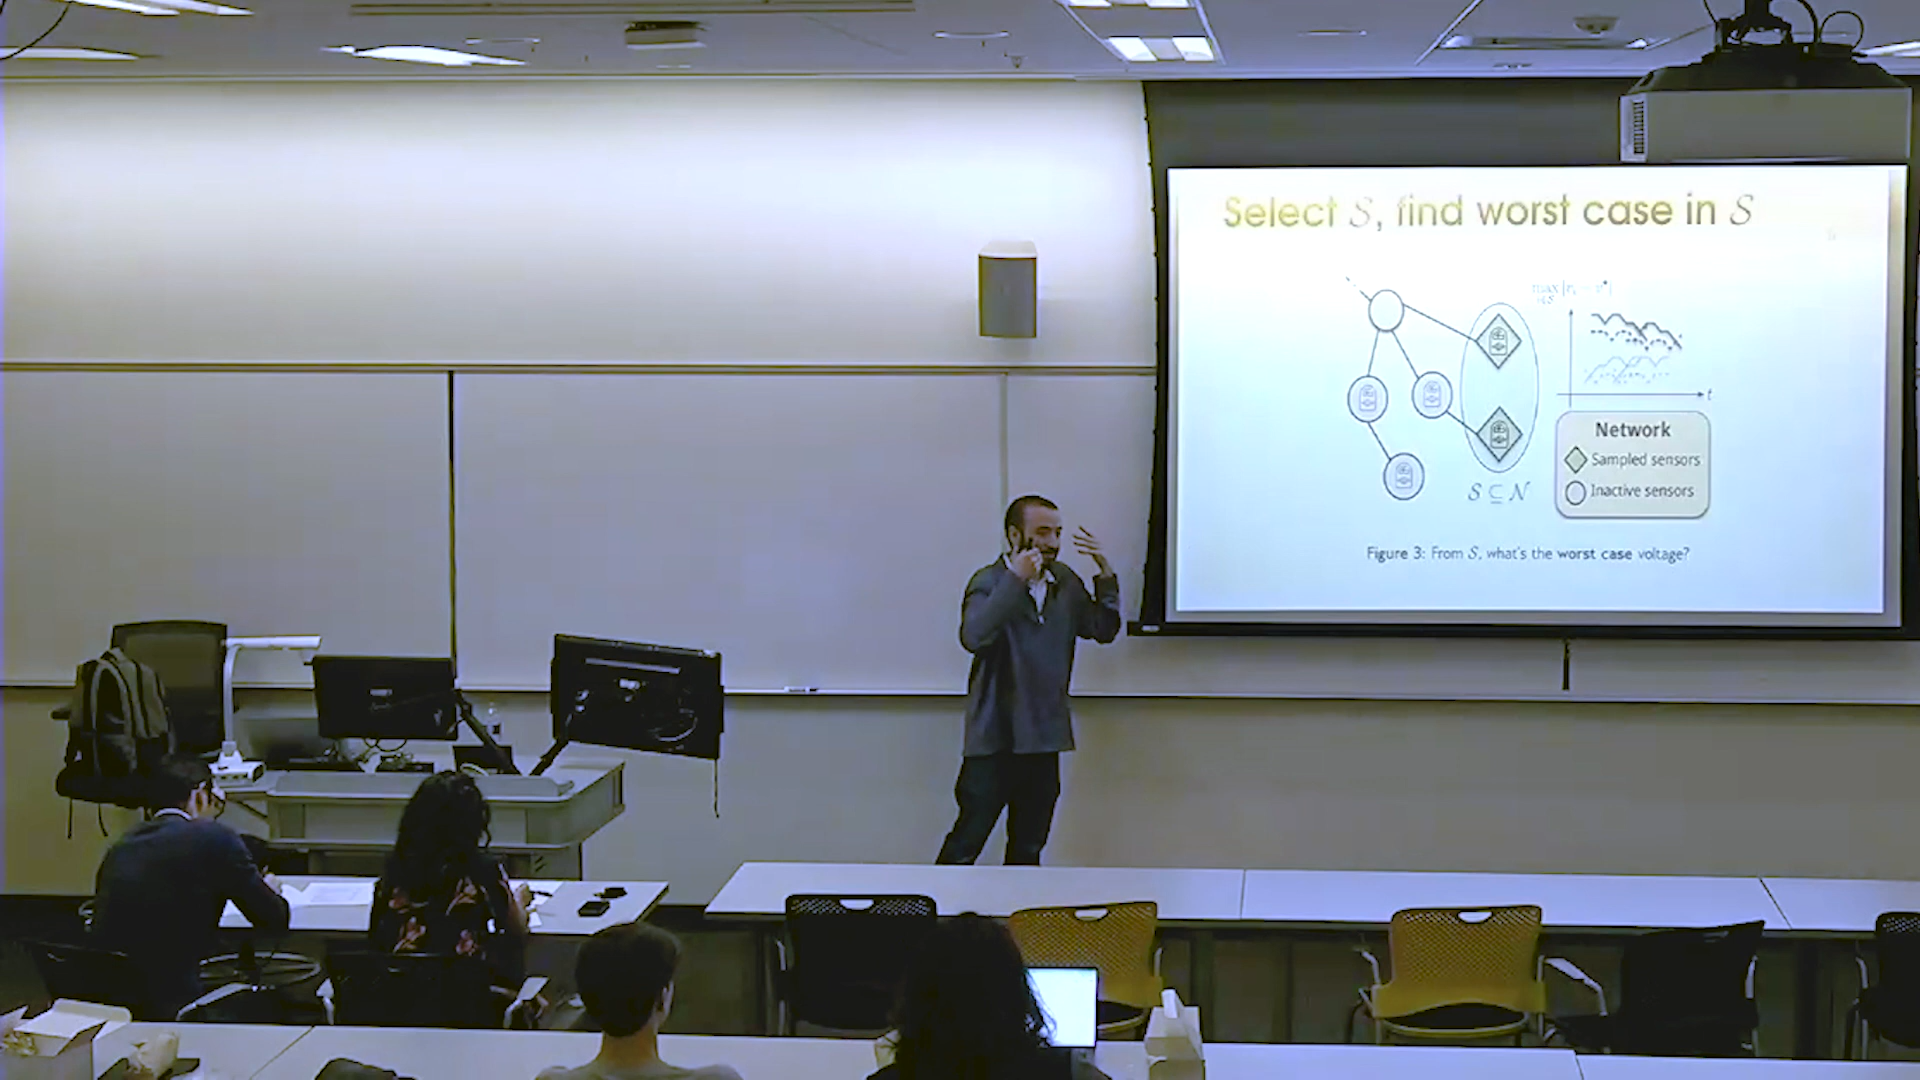 Select S, find worst case in S
t
Network
Sampled sensors
Inactive sensors
S ⊆ N
Figure 3: From S, what's the worst case voltage?